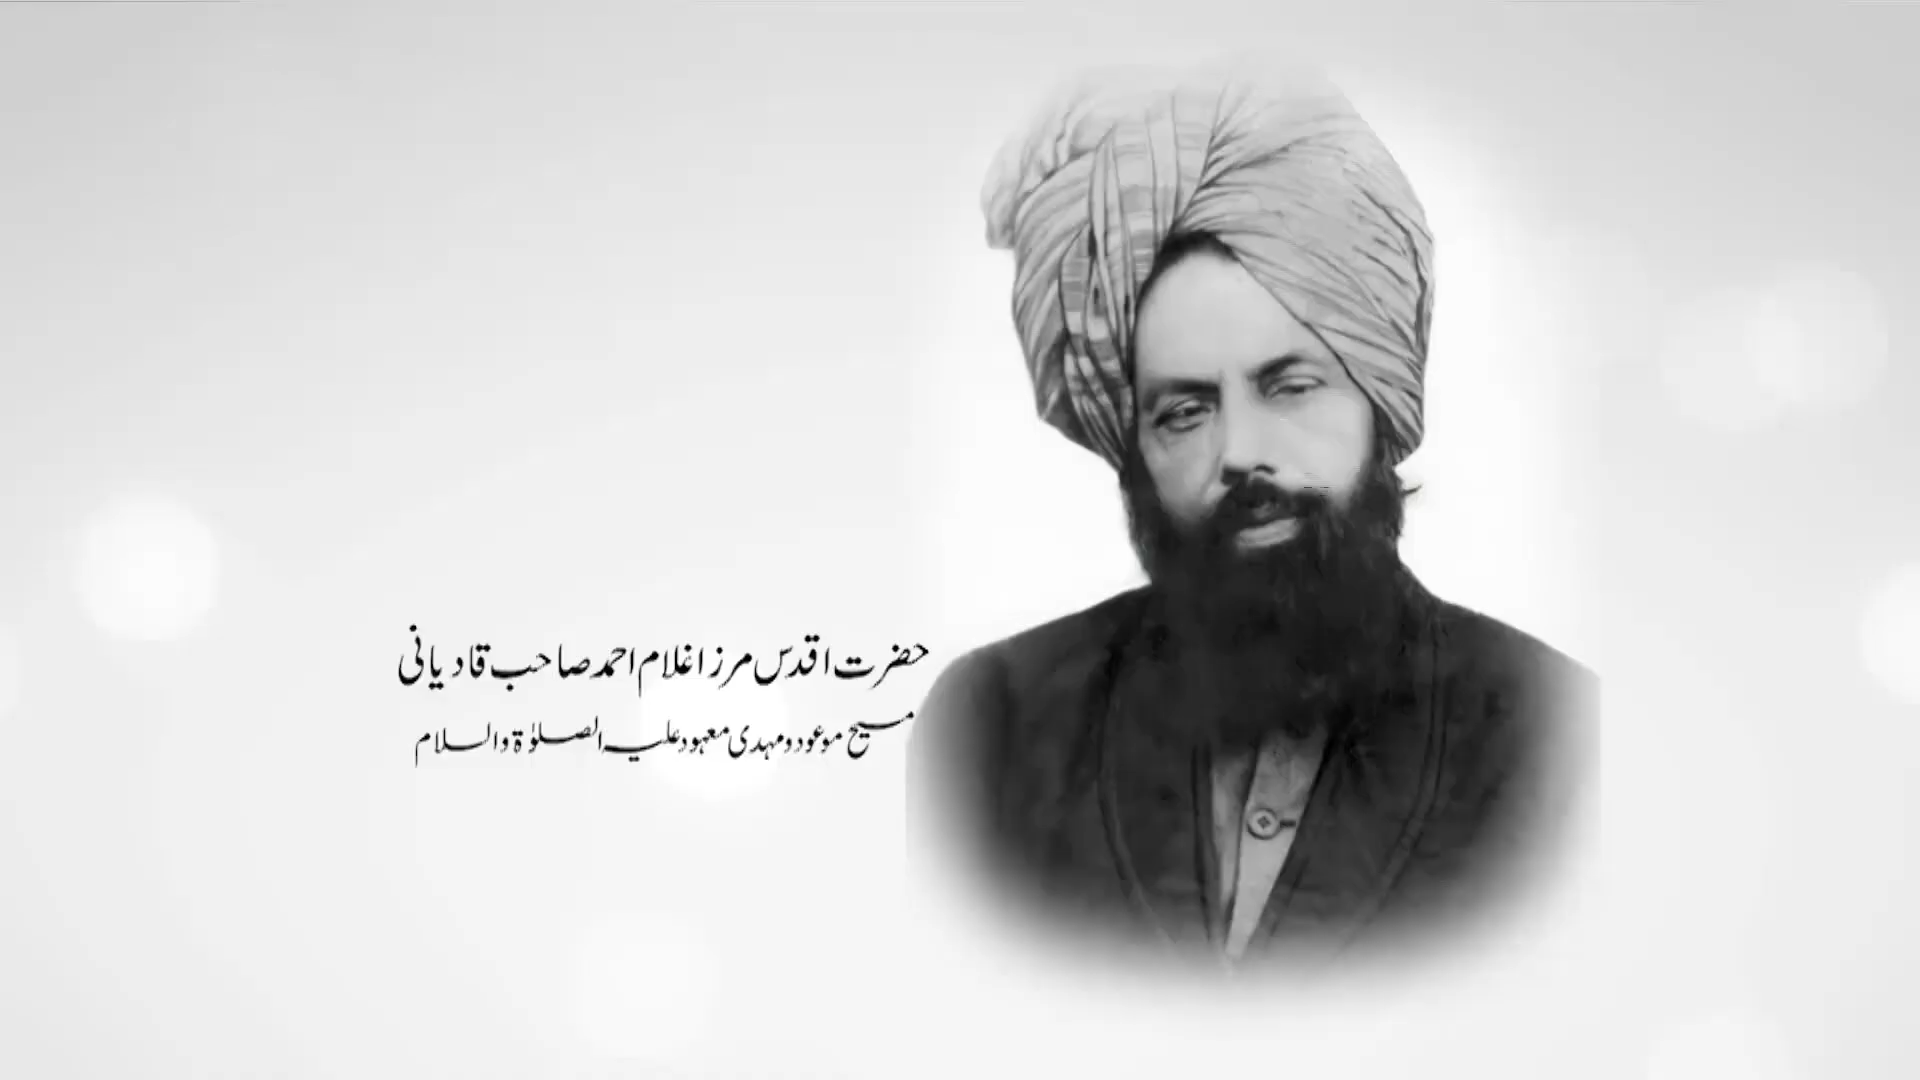 حضرت اقدس مرزا غلام احمد صاحب قادیانی
مسیح موعود و مہدی معہود علیہ الصلوٰۃ والسلام